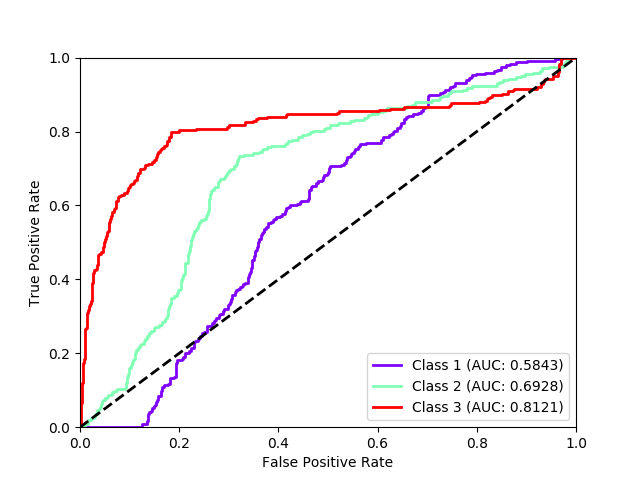 1.0
0.8
0.6
0.4
0.2
0.0
True Positive Rate
Class 1 (AUC: 0.5843)
Class 2 (AUC: 0.6928)
Class 3 (AUC: 0.8121)
0.0 0.2 0.4 0.6 0.8 1.0
False Positive Rate